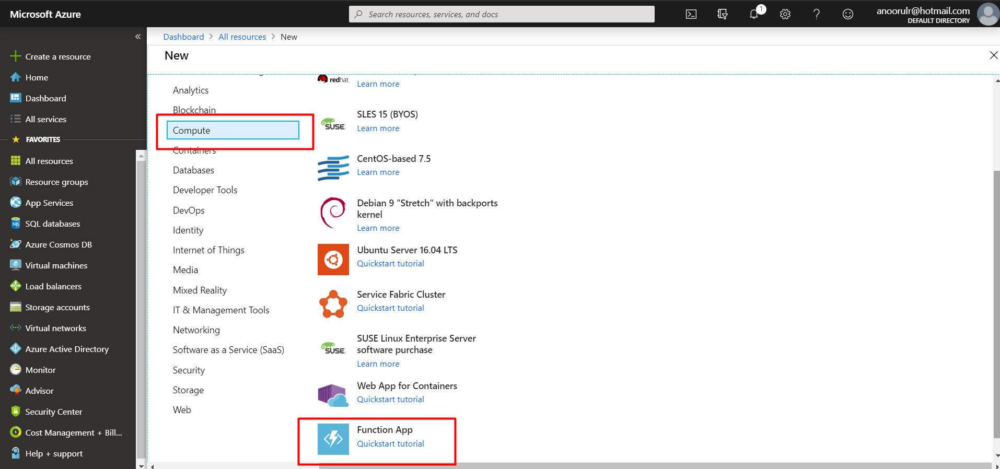 Microsoft Azure
Search resources, services, and docs
1
anoorulr@hotmail.com
DEFAULT DIRECTORY
«
Create a resource
Home
Dashboard
All services
FAVORITES
All resources
Resource groups
App Services
SQL
SQL databases
Azure Cosmos DB
Virtual machines
Load balancers
Storage accounts
Virtual networks
Azure Active Directory
Monitor
Advisor
Security Center
Cost Management + Bill...
Help + support
Dashboard > All resources > New
New
Analytics
Blockchain
Compute
Containers
Databases
Developer Tools
DevOps
Identity
Internet of Things
Media
Mixed Reality
IT & Management Tools
Networking
Software as a Service (SaaS)
Security
Storage
Web
redhat.
Learn more
SUSE
SLES 15 (BYOS)
Learn more
CentOS-based 7.5
Learn more
Debian 9 "Stretch" with backports
kernel
Learn more
Ubuntu Server 16.04 LTS
Quickstart tutorial
Service Fabric Cluster
Quickstart tutorial
SUSE
SUSE Linux Enterprise Server
software purchase
Learn more
Web App for Containers
Quickstart tutorial
Function App
Quickstart tutorial